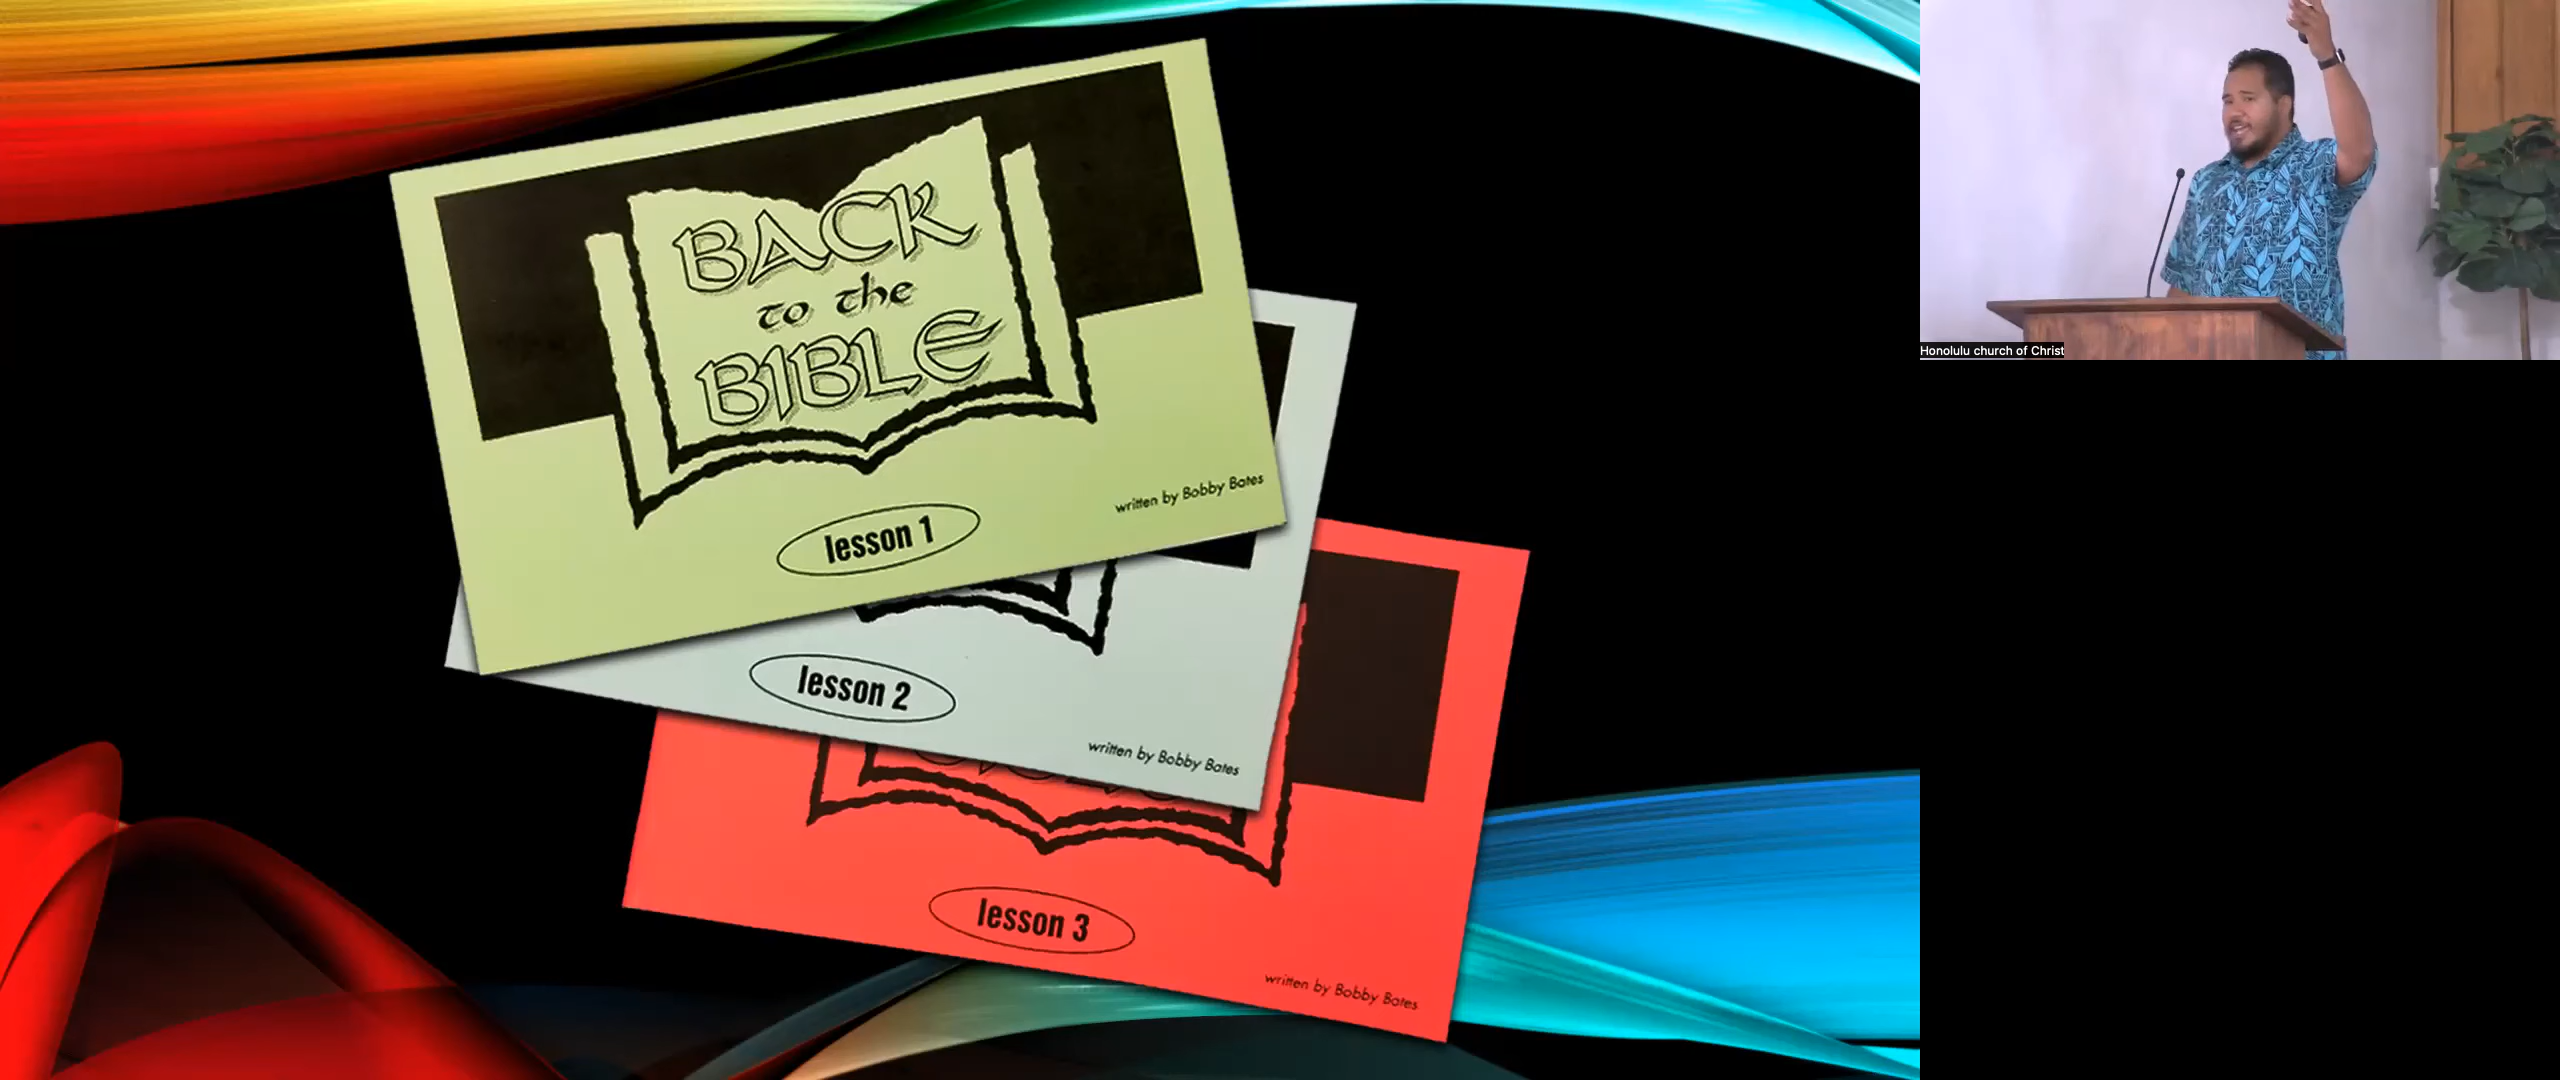 BACK
to the
BIBLE
written by Bobby Bates
lesson 1
lesson 2
written by Bobby Bates
lesson 3
written by Bobby Bates
Honolulu church of Christ